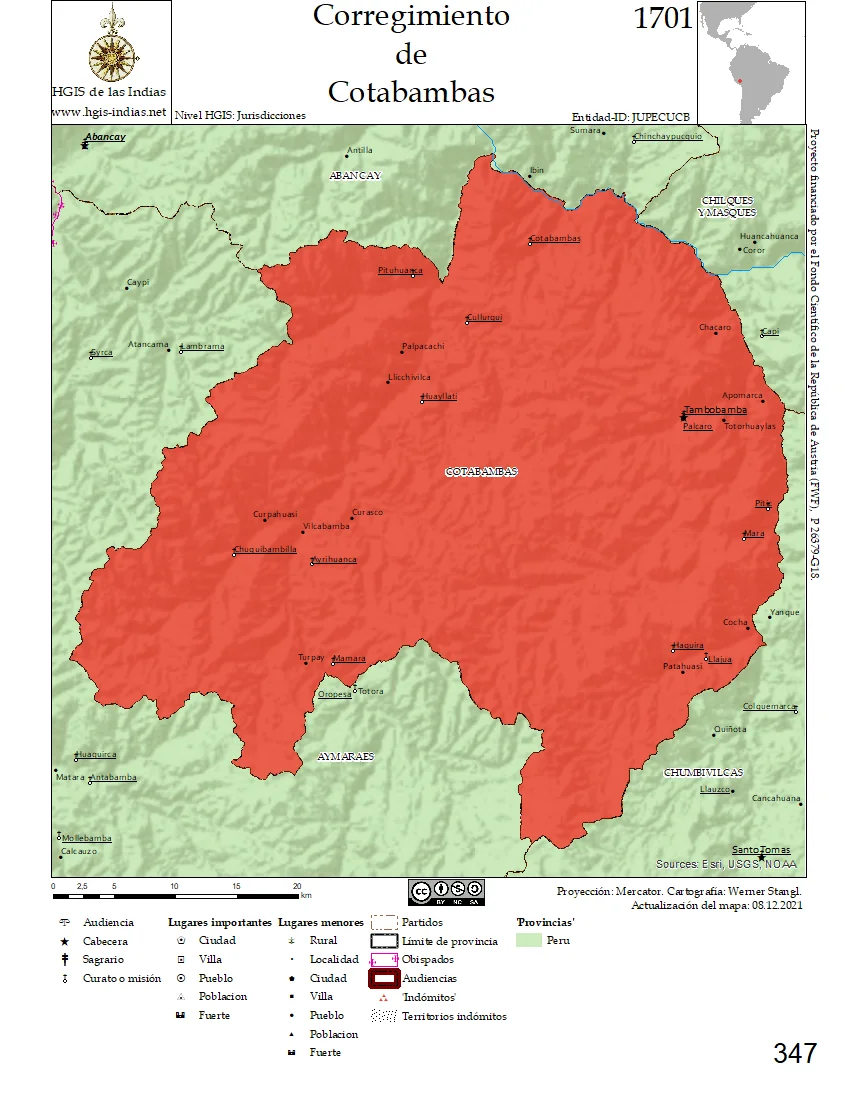 Corregimiento
de
Cotabambas
1701
HGIS de las Indias
www.hgis-indias.net
Nivel HGIS: Jurisdicciones
Entidad-ID: JUPECUCB
Abancay
Antilla
ABANCAY
Sumara
Chinchaypucquio
Ibin
CHILQUES
Y MASQUES
Huancahuanca
Coror
Cotabambas
Pituhuanca
Caypi
Cullurqui
Chacaro
Capi
Atancama
Lambrama
Syrca
Palpacachi
Llicchivilca
Huayllati
Apomarca
Tambobamba
Palcaro
Totorhuaylas
COTABAMBAS
Pitic
Curpahuasi
Curasco
Vilcabamba
Mara
Chuquibambilla
Ayrihuanca
Yanque
Cocha
Haquira
Llajua
Patahuasi
Turpay
Mamara
Oropesa
Totora
Colquemarca
Quiñota
Huaquirca
AYMARAES
Matara
Antabamba
CHUMBIVILCAS
Llauzco
Cancahuana
Mollebamba
Calcauzo
Santo Tomas
Sources: Esri, USGS, NOAA
Proyecto financiado por el Fondo Científico de la República de Austria (FWF), P 26379-G18.
0 2,5 5 10 15 20
km
CC BY NC SA
Proyección: Mercator. Cartografía: Werner Stangl.
Actualización del mapa: 08.12.2021
Audiencia
Cabecera
Sagrario
Curato o misión
Lugares importantes
Ciudad
Villa
Pueblo
Poblacion
Fuerte
Lugares menores
Rural
Localidad
Ciudad
Villa
Pueblo
Poblacion
Fuerte
Partidos
Límite de provincia
Obispados
Audiencias
'Indómitos'
Territorios indómitos
'Provincias'
Peru
347